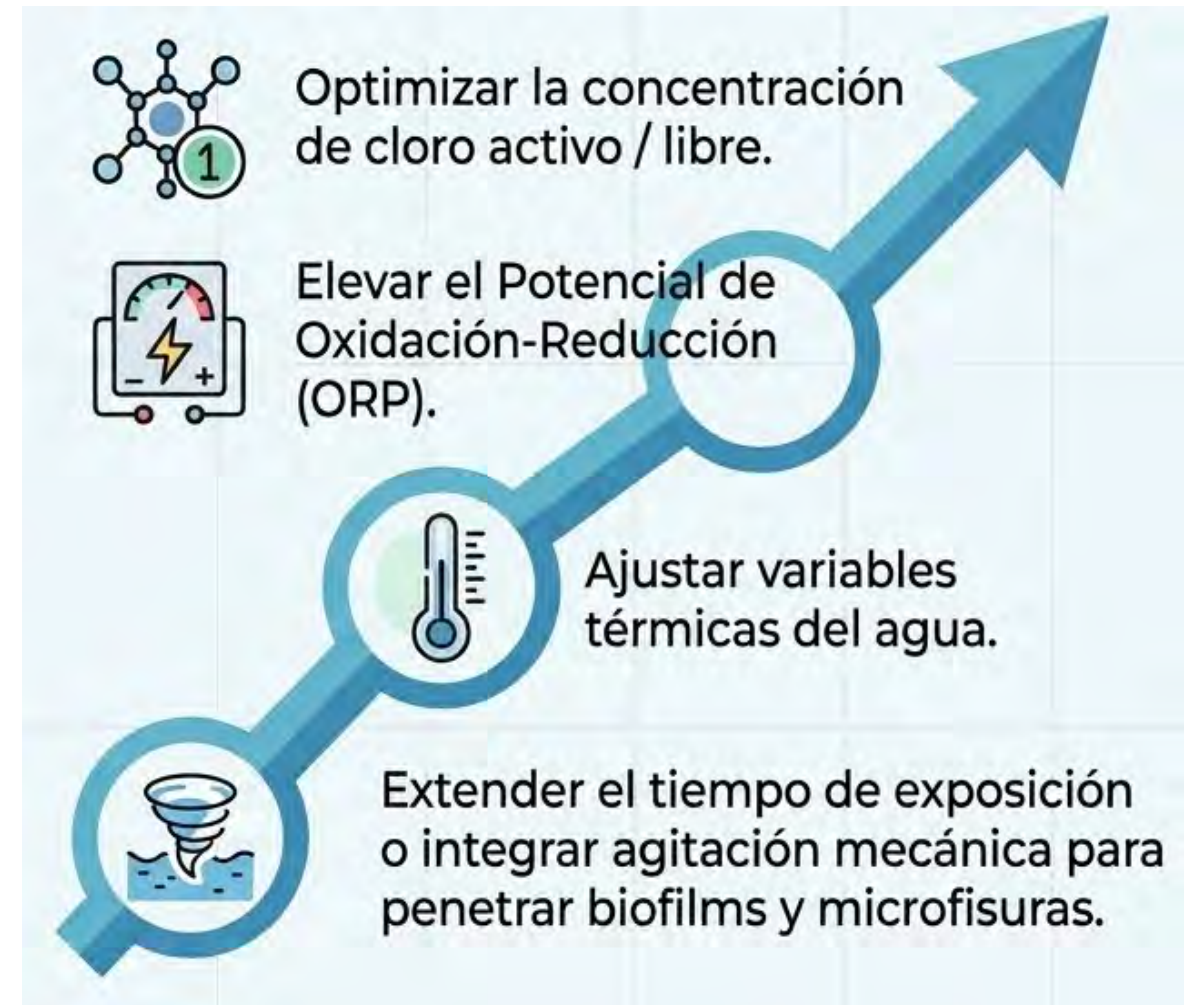 Optimizar la concentración
de cloro activo / libre.
1
Elevar el Potencial de
Oxidación-Reducción
(ORP).
- +
Ajustar variables
térmicas del agua.
Extender el tiempo de exposición
o integrar agitación mecánica para
penetrar biofilms y microfisuras.